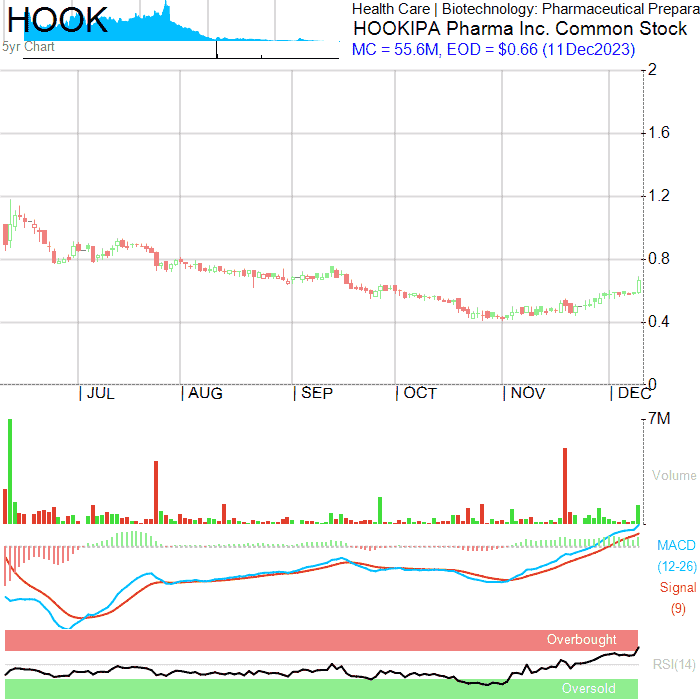 HOOK
Health Care | Biotechnology: Pharmaceutical Prepara
HOOKIPA Pharma Inc. Common Stock
5yr Chart
MC = 55.6M, EOD = $0.66 (11Dec2023)
2
1.6
1.2
0.8
0.4
0
| JUL
| AUG
| SEP
| OCT
| NOV
| DEC
7M
Volume
MACD
(12-26)
Signal
(9)
Overbought
RSI(14)
Oversold